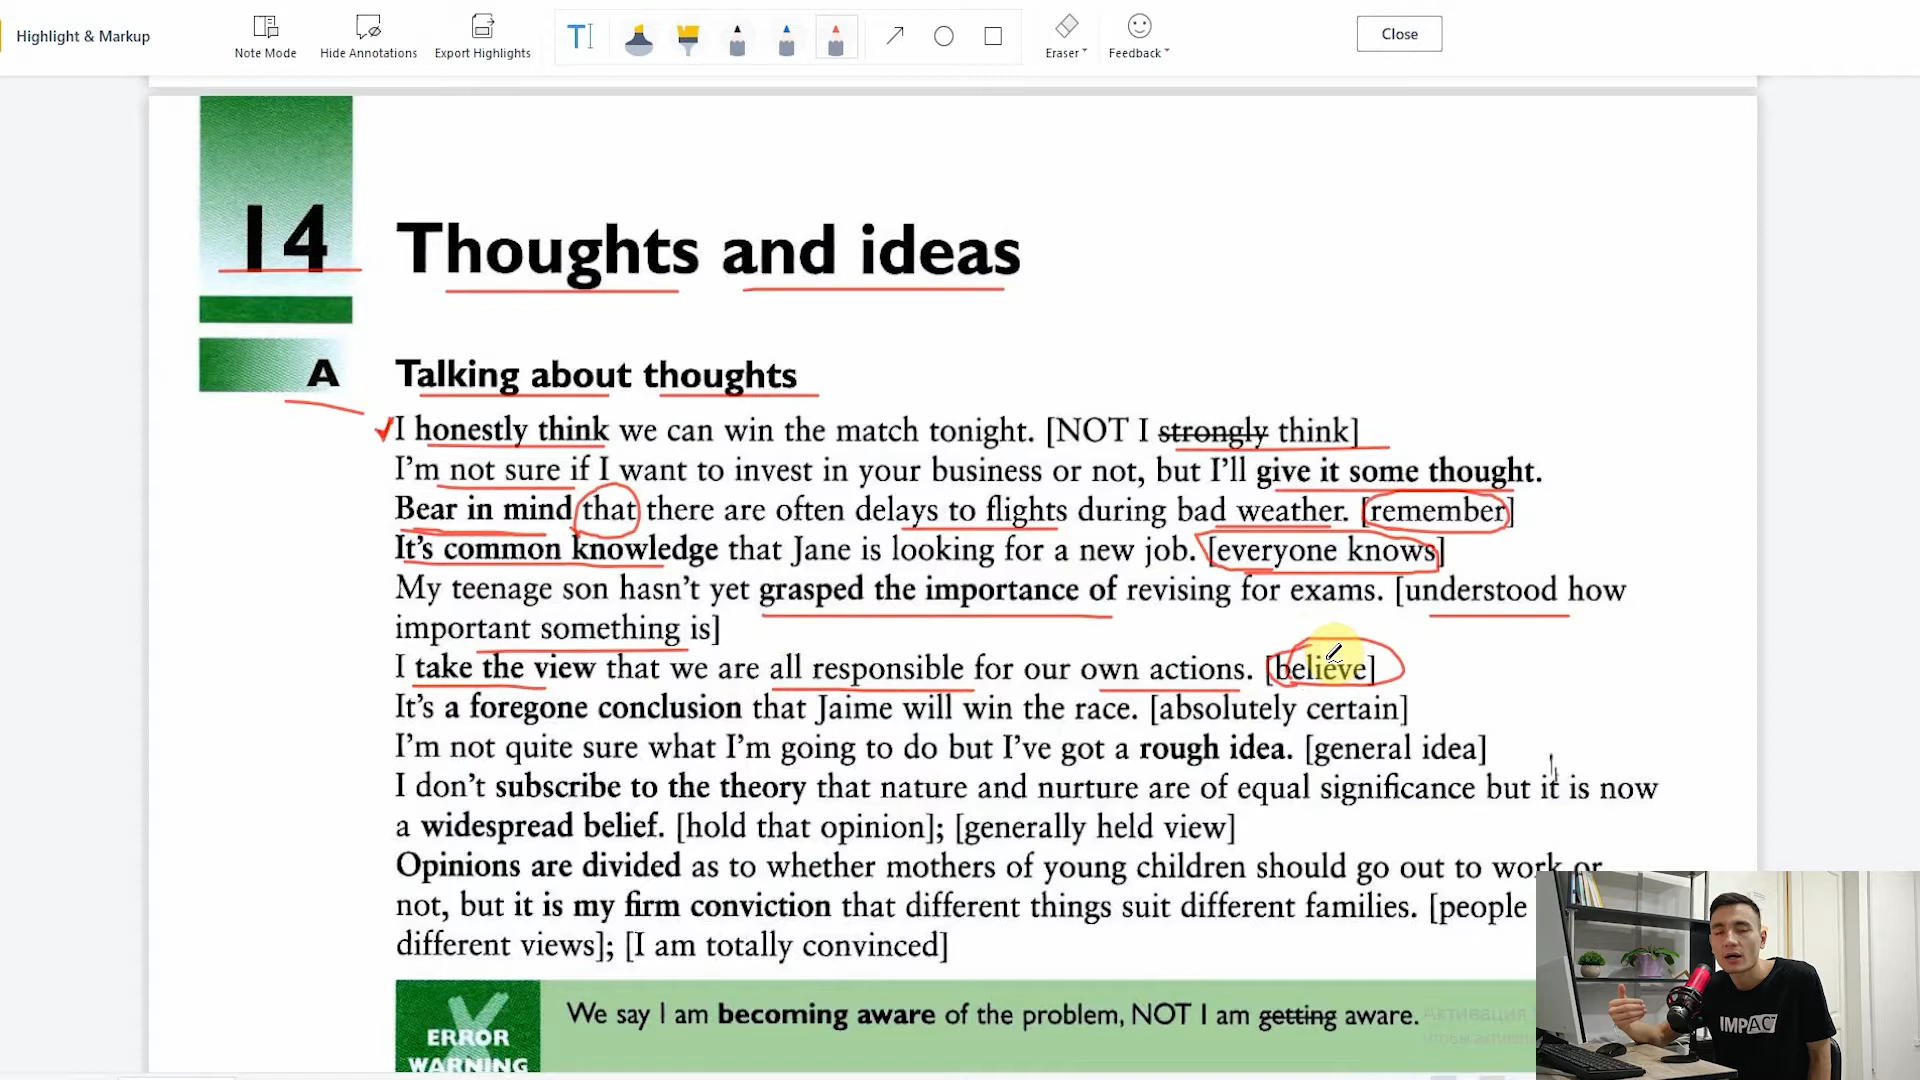 Highlight & Markup
Note Mode
Hide Annotations
Export Highlights
Eraser
Feedback
Close
14
Thoughts and ideas
A
Talking about thoughts
I honestly think we can win the match tonight. [NOT I strongly think]
I'm not sure if I want to invest in your business or not, but I'll give it some thought.
Bear in mind that there are often delays to flights during bad weather. [remember]
It's common knowledge that Jane is looking for a new job. [everyone knows]
My teenage son hasn't yet grasped the importance of revising for exams. [understood how
important something is]
I take the view that we are all responsible for our own actions. [believe]
It's a foregone conclusion that Jaime will win the race. [absolutely certain]
I'm not quite sure what I'm going to do but I've got a rough idea. [general idea]
I don't subscribe to the theory that nature and nurture are of equal significance but it is now
a widespread belief. [hold that opinion]; [generally held view]
Opinions are divided as to whether mothers of young children should go out to work or
not, but it is my firm conviction that different things suit different families. [people
different views]; [I am totally convinced]
ERROR
WARNING
We say I am becoming aware of the problem, NOT I am getting aware.
Активация
IMPACT